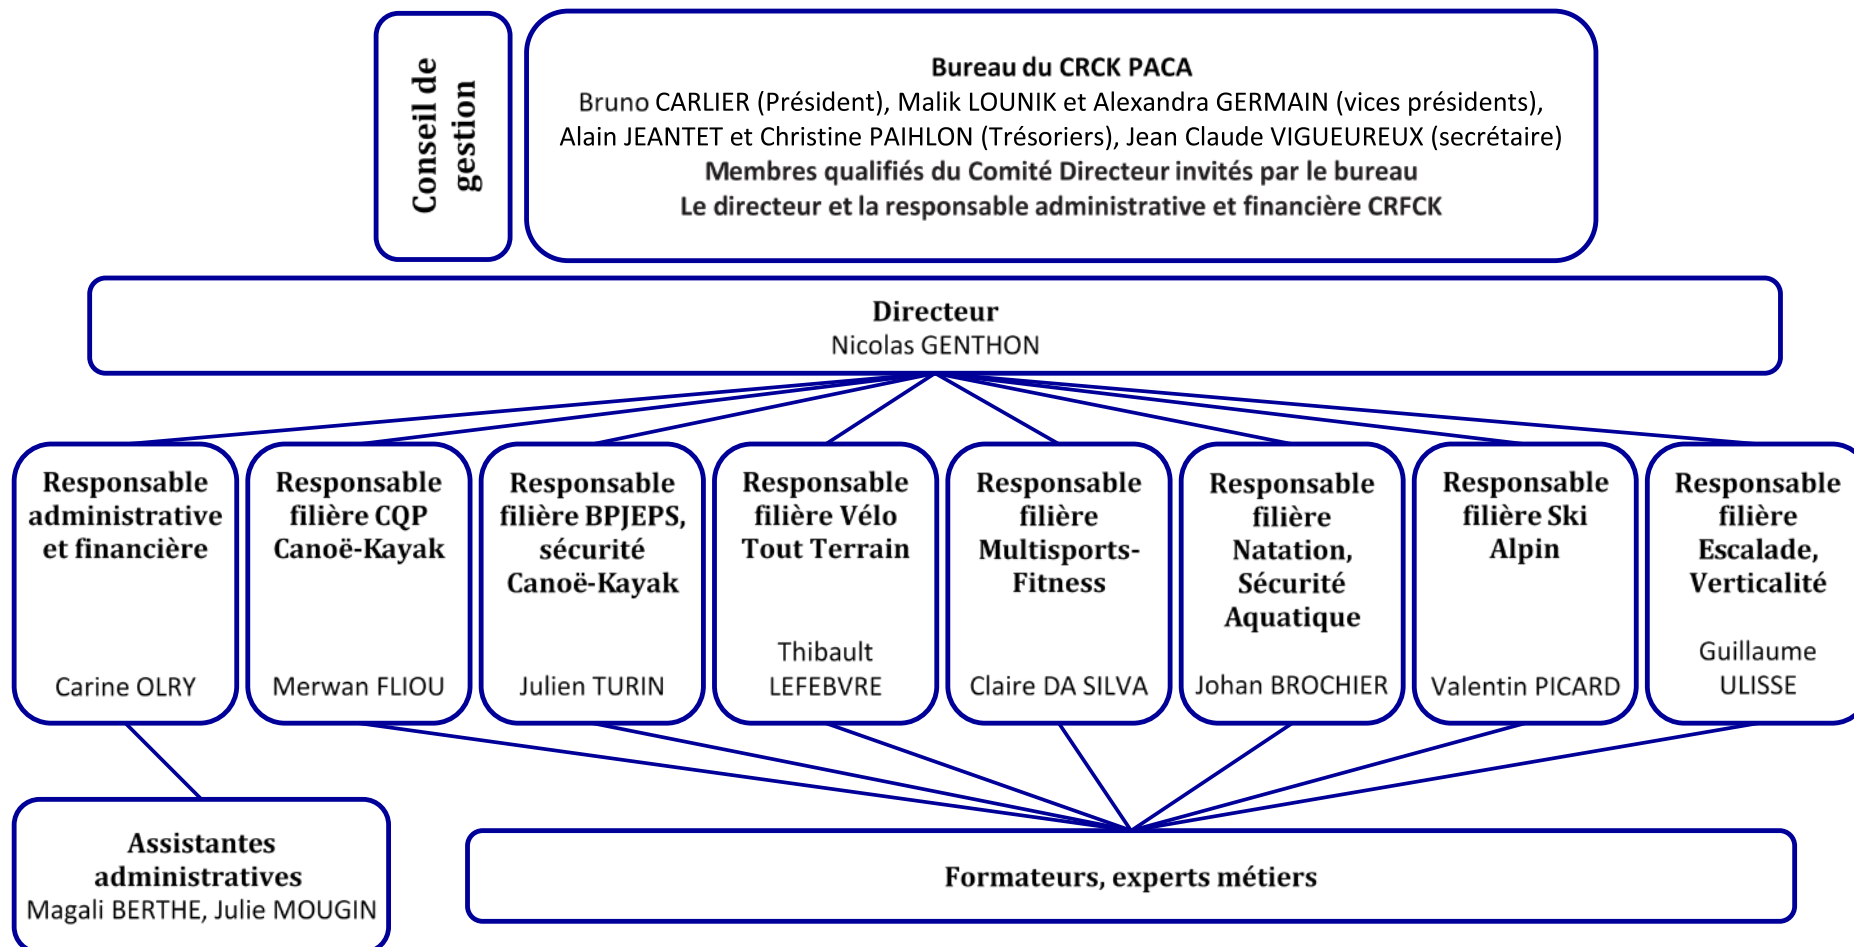 Conseil de
gestion
Bureau du CRCK PACA
Bruno CARLIER (Président), Malik LOUNIK et Alexandra GERMAIN (vices présidents),
Alain JEANTET et Christine PAIHLON (Trésoriers), Jean Claude VIGUEUREUX (secrétaire)
Membres qualifiés du Comité Directeur invités par le bureau
Le directeur et la responsable administrative et financière CRFCK
Directeur
Nicolas GENTHON
Responsable
administrative
et financière
Carine OLRY
Responsable
filière CQP
Canoë-Kayak
Merwan FLIOU
Responsable
filière BPJEPS,
sécurité
Canoë-Kayak
Julien TURIN
Responsable
filière Vélo
Tout Terrain
Thibault
LEFEBVRE
Responsable
filière
Multisports-
Fitness
Claire DA SILVA
Responsable
filière
Natation,
Sécurité
Aquatique
Johan BROCHIER
Responsable
filière Ski
Alpin
Valentin PICARD
Responsable
filière
Escalade,
Verticalité
Guillaume
ULISSE
Assistantes
administratives
Magali BERTHE, Julie MOUGIN
Formateurs, experts métiers